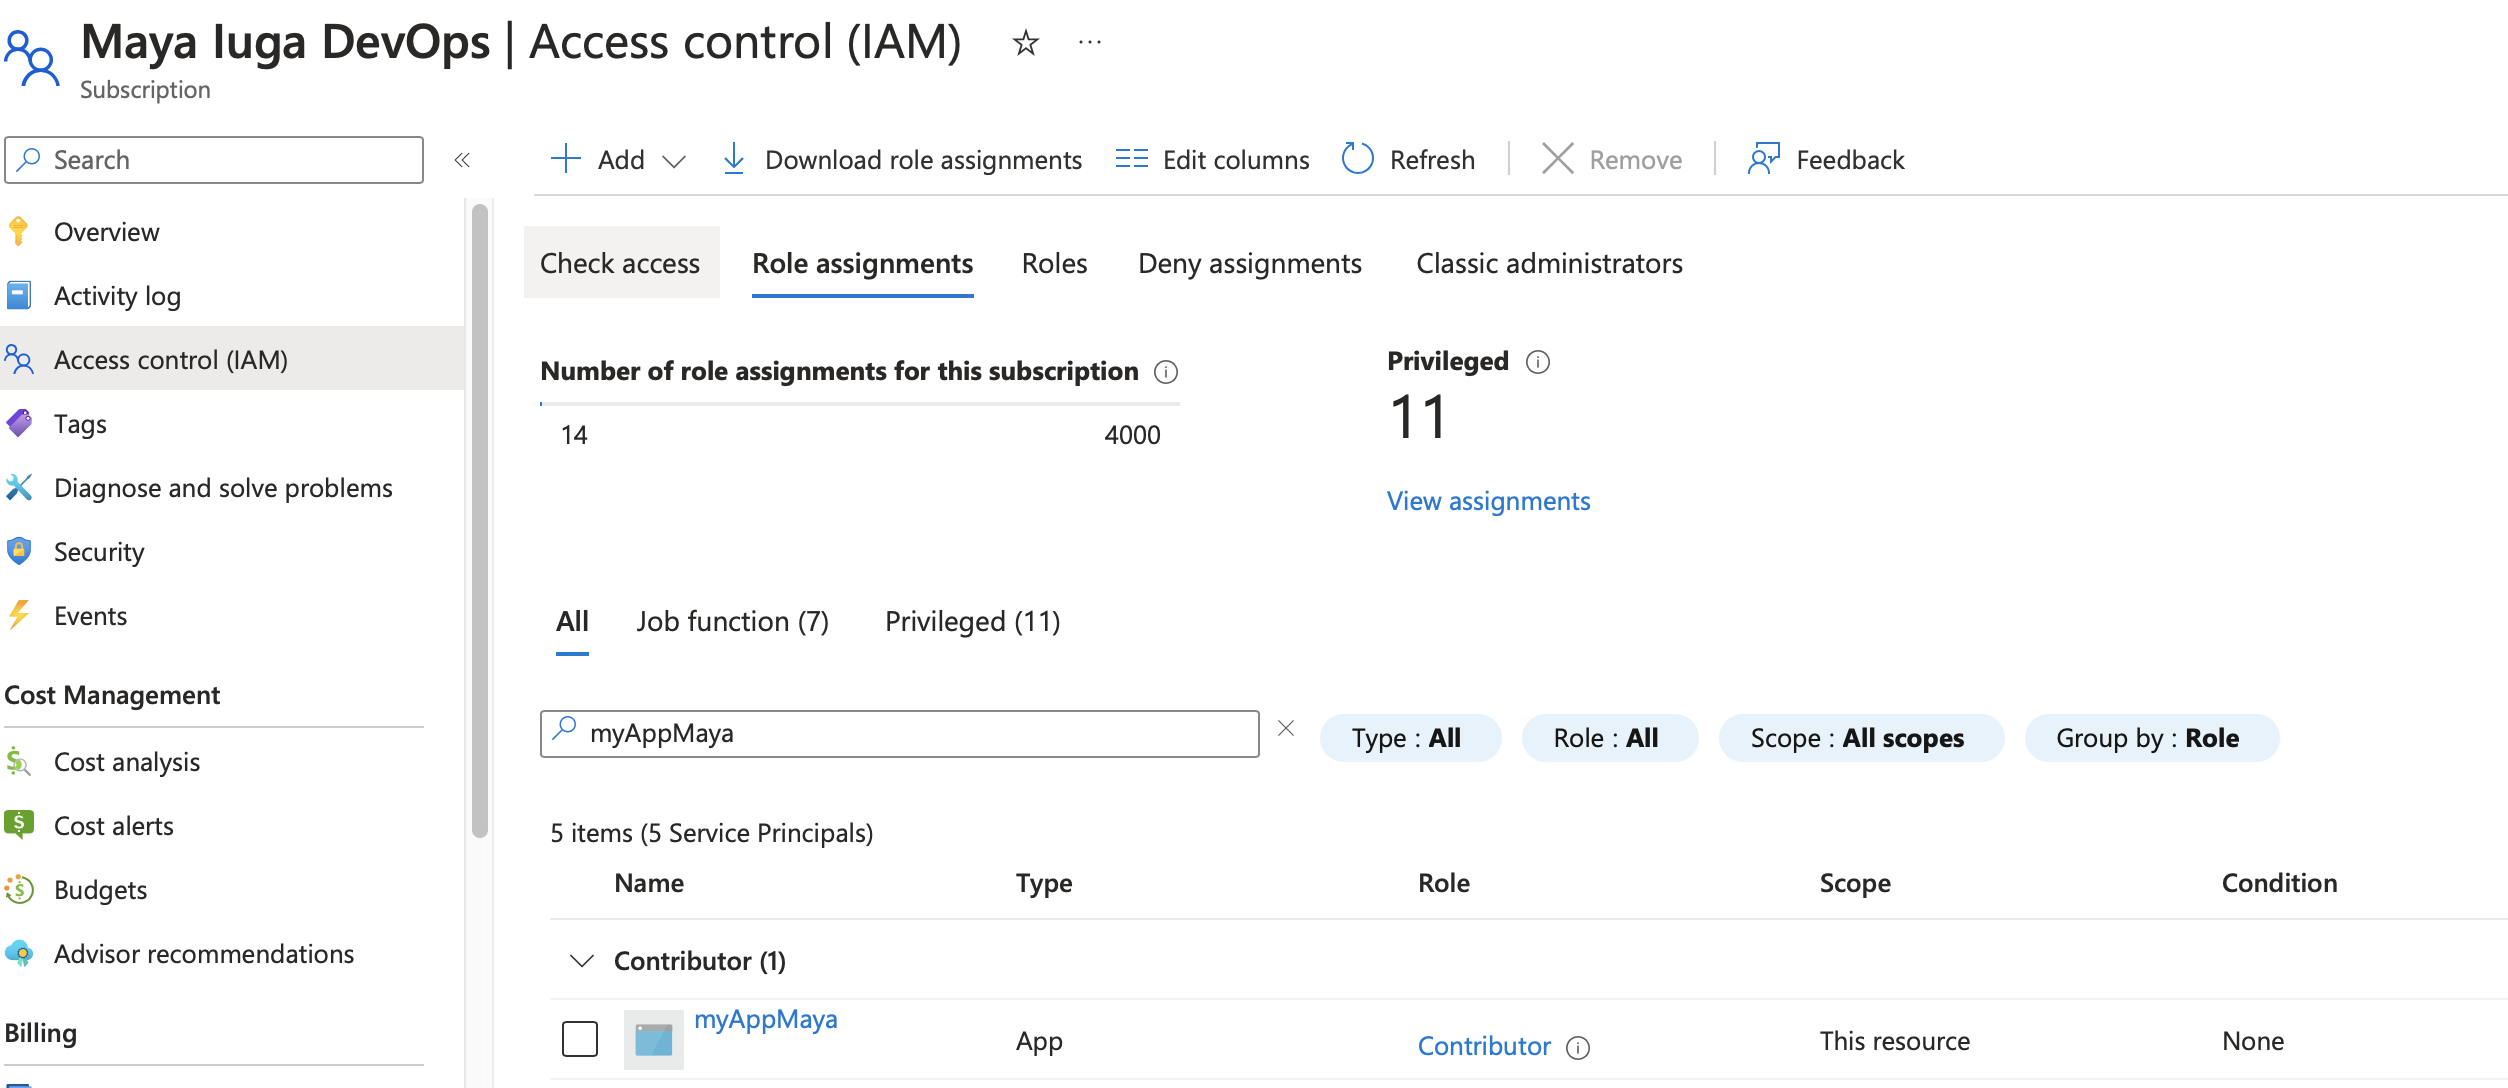 Maya Iuga DevOps | Access control (IAM) ☆ ···
Subscription
Search «
Overview
Activity log
Access control (IAM)
Tags
Diagnose and solve problems
Security
Events
Cost Management
Cost analysis
Cost alerts
Budgets
Advisor recommendations
Billing
Add Download role assignments Edit columns Refresh Remove Feedback
Check access Role assignments Roles Deny assignments Classic administrators
Number of role assignments for this subscription
14 4000
Privileged
11
View assignments
All Job function (7) Privileged (11)
myAppMaya Type : All Role : All Scope : All scopes Group by : Role
5 items (5 Service Principals)
Name Type Role Scope Condition
Contributor (1)
myAppMaya App Contributor This resource None